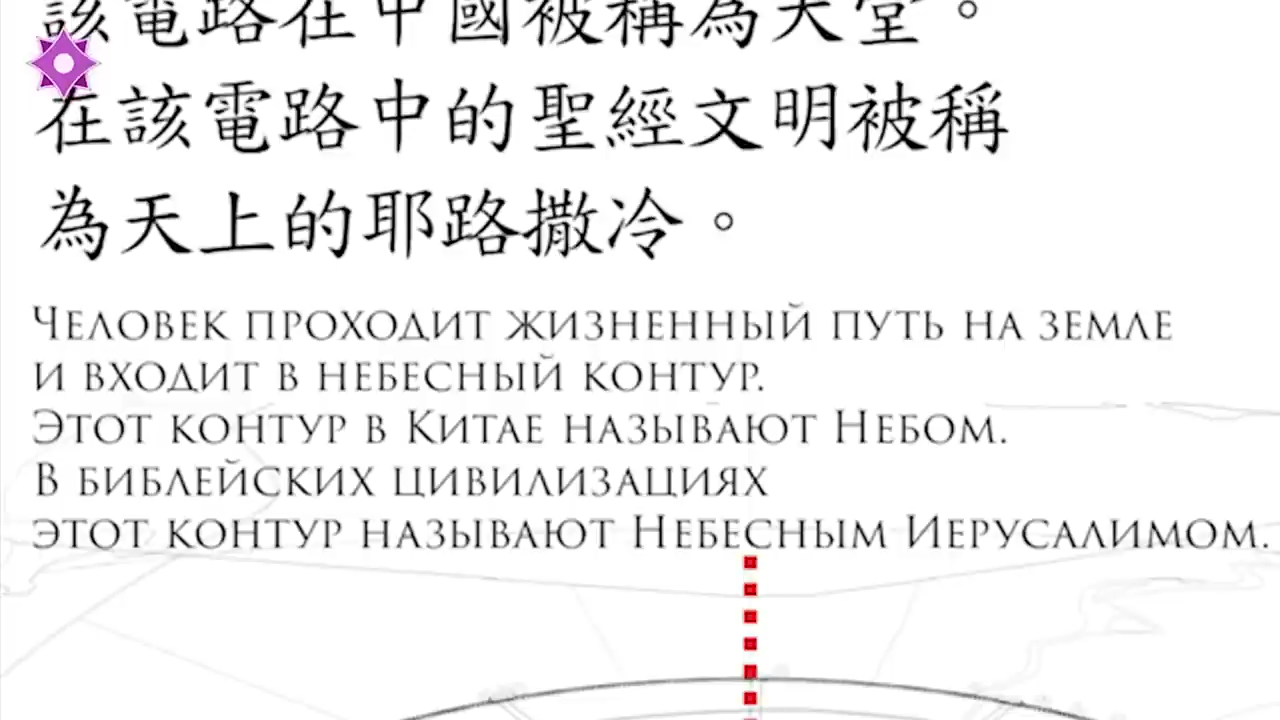 該電路在中國被稱為天堂。
在該電路中的聖經文明被稱
為天上的耶路撒冷。
Человек проходит жизненный путь на земле
и входит в небесный контур.
Этот контур в Китае называют Небом.
В библейских цивилизациях
этот контур называют Небесным Иерусалимом.